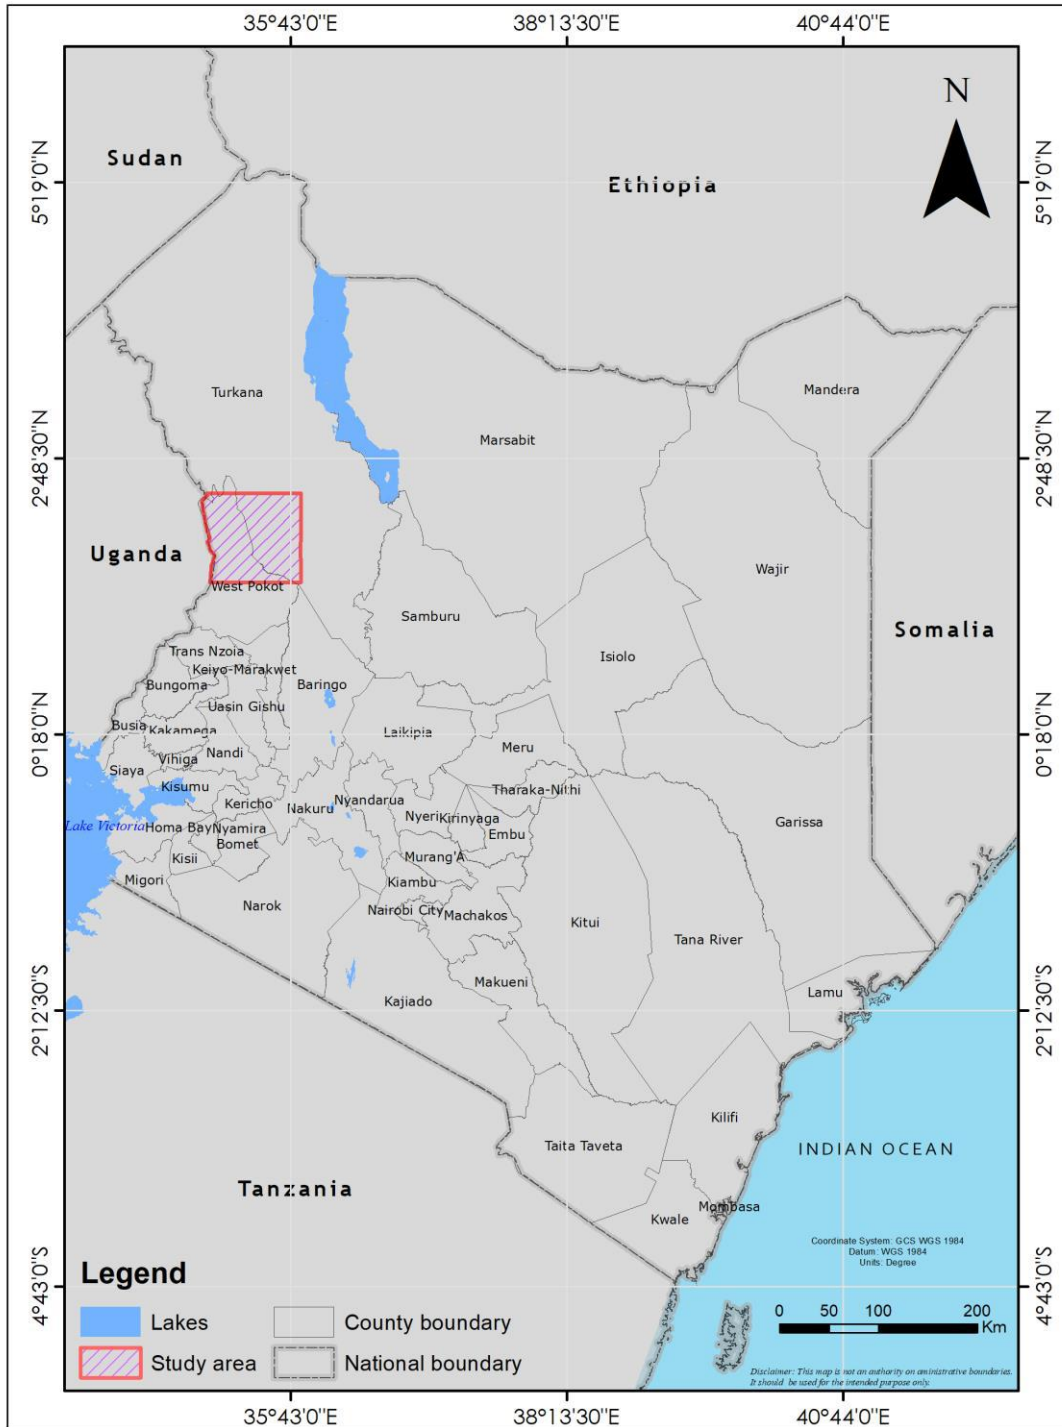 35°43'0"E
38°13'30"E
40°44'0"E
N
Sudan
Ethiopia
5°19'0"N
5°19'0"N
Turkana
Mandera
Marsabit
2°48'30"N
2°48'30"N
Uganda
West Pokot
Wajir
Samburu
Somalia
Trans Nzoia
Isiolo
Keiyo-Marakwet
Bungoma
Baringo
Uasin Gishu
Busia
Kakamega
Laikipia
0°18'0"N
0°18'0"N
Meru
Vihiga
Nandi
Siaya
Kisumu
Tharaka-Nithi
Kericho
Nakuru
Nyandarua
Nyeri
Kirinyaga
Garissa
Lake Victoria
Homa Bay
Nyamira
Embu
Bomet
Kisii
Murang'A
Migori
Kiambu
Narok
Nairobi City
Machakos
Kitui
Tana River
Makueni
Lamu
Kajiado
2°12'30"S
2°12'30"S
Kilifi
Taita Taveta
INDIAN OCEAN
Tanzania
Mombasa
Kwale
Coordinate System: GCS WGS 1984
Datum: WGS 1984
Units: Degree
4°43'0"S
4°43'0"S
Legend
Lakes
County boundary
Study area
National boundary
0 50 100 200
Km
Disclaimer: This map is not an authority on aministrative boundaries.
It should be used for the intended purpose only.
35°43'0"E
38°13'30"E
40°44'0"E